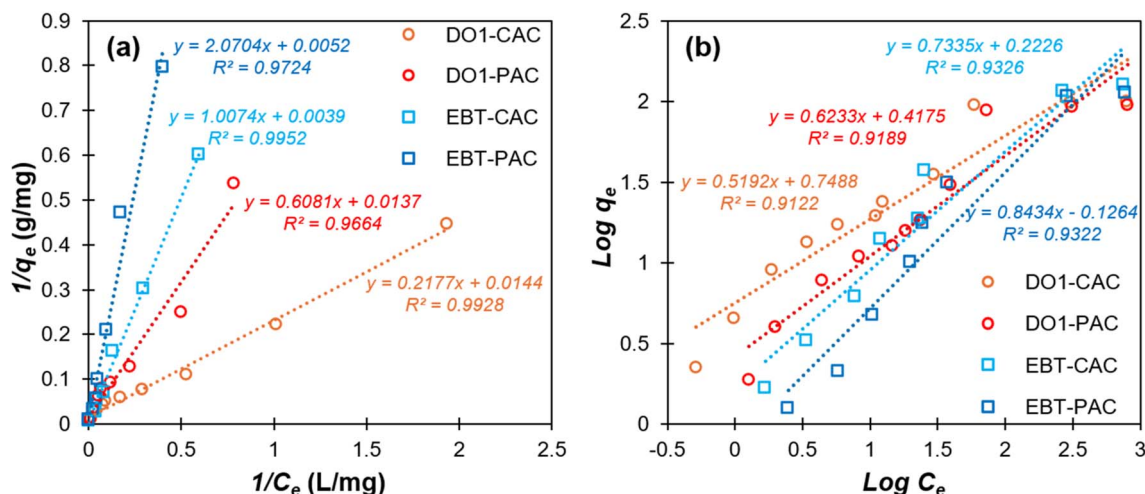 (a)
y = 2.0704x + 0.0052
R² = 0.9724
y = 1.0074x + 0.0039
R² = 0.9952
y = 0.6081x + 0.0137
R² = 0.9664
y = 0.2177x + 0.0144
R² = 0.9928
DO1-CAC
DO1-PAC
EBT-CAC
EBT-PAC
0.9
0.8
0.7
0.6
0.5
0.4
0.3
0.2
0.1
0
1/qe (g/mg)
0
0.5
1
1.5
2
2.5
1/Ce (L/mg)
(b)
y = 0.7335x + 0.2226
R² = 0.9326
y = 0.6233x + 0.4175
R² = 0.9189
y = 0.5192x + 0.7488
R² = 0.9122
y = 0.8434x - 0.1264
R² = 0.9322
DO1-CAC
DO1-PAC
EBT-CAC
EBT-PAC
2.5
2
1.5
1
0.5
0
Log qe
-0.5
0
0.5
1
1.5
2
2.5
3
Log Ce